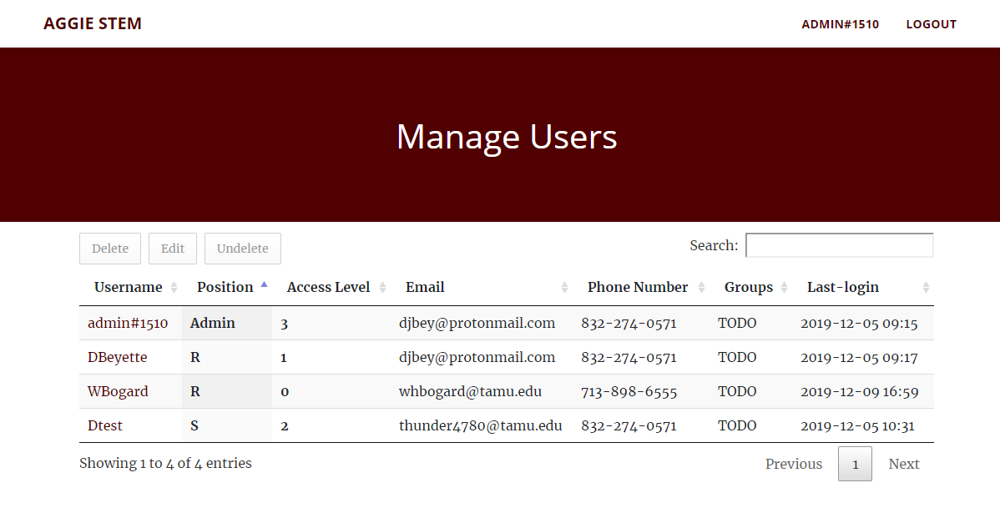 AGGIE STEM ADMIN#1510 LOGOUT
Manage Users
Delete Edit Undelete Search:
Username Position Access Level Email Phone Number Groups Last-login
admin#1510 Admin 3 djbey@protonmail.com 832-274-0571 TODO 2019-12-05 09:15
DBeyette R 1 djbey@protonmail.com 832-274-0571 TODO 2019-12-05 09:17
WBogard R 0 whbogard@tamu.edu 713-898-6555 TODO 2019-12-09 16:59
Dtest S 2 thunder4780@tamu.edu 832-274-0571 TODO 2019-12-05 10:31
Showing 1 to 4 of 4 entries Previous 1 Next